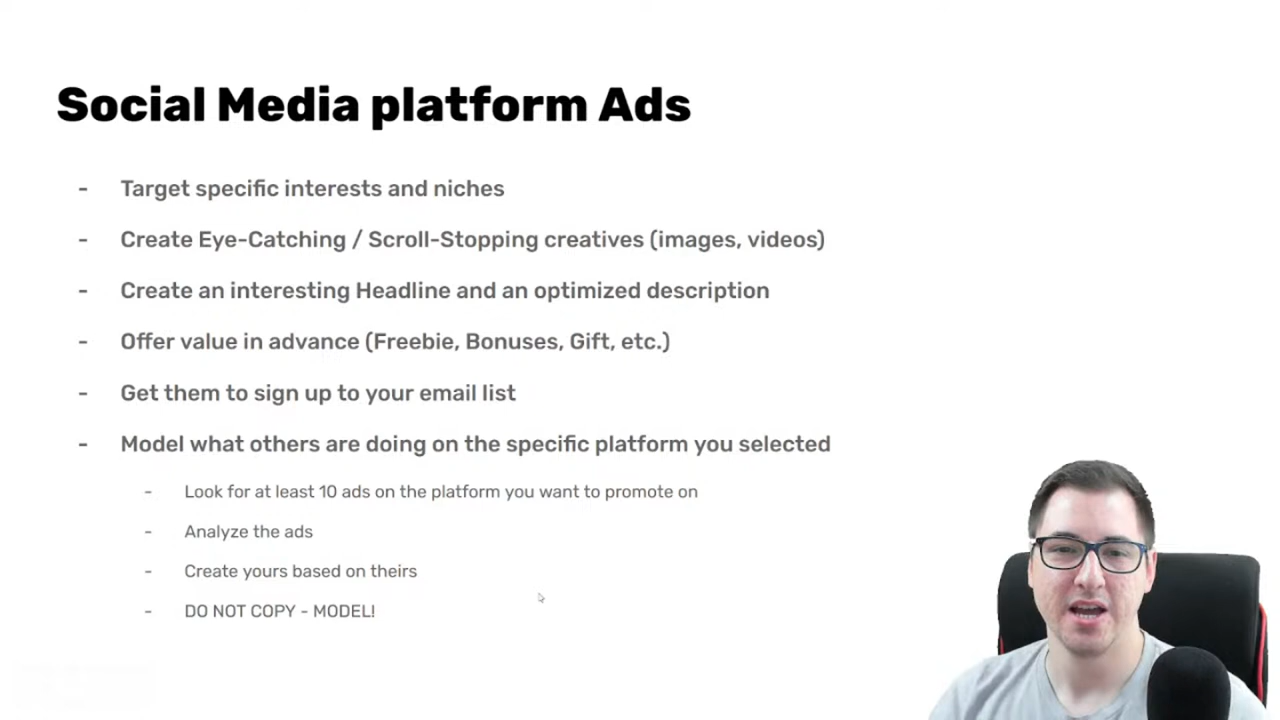 Social Media platform Ads
- Target specific interests and niches
- Create Eye-Catching / Scroll-Stopping creatives (images, videos)
- Create an interesting Headline and an optimized description
- Offer value in advance (Freebie, Bonuses, Gift, etc.)
- Get them to sign up to your email list
- Model what others are doing on the specific platform you selected
- Look for at least 10 ads on the platform you want to promote on
- Analyze the ads
- Create yours based on theirs
- DO NOT COPY - MODEL!